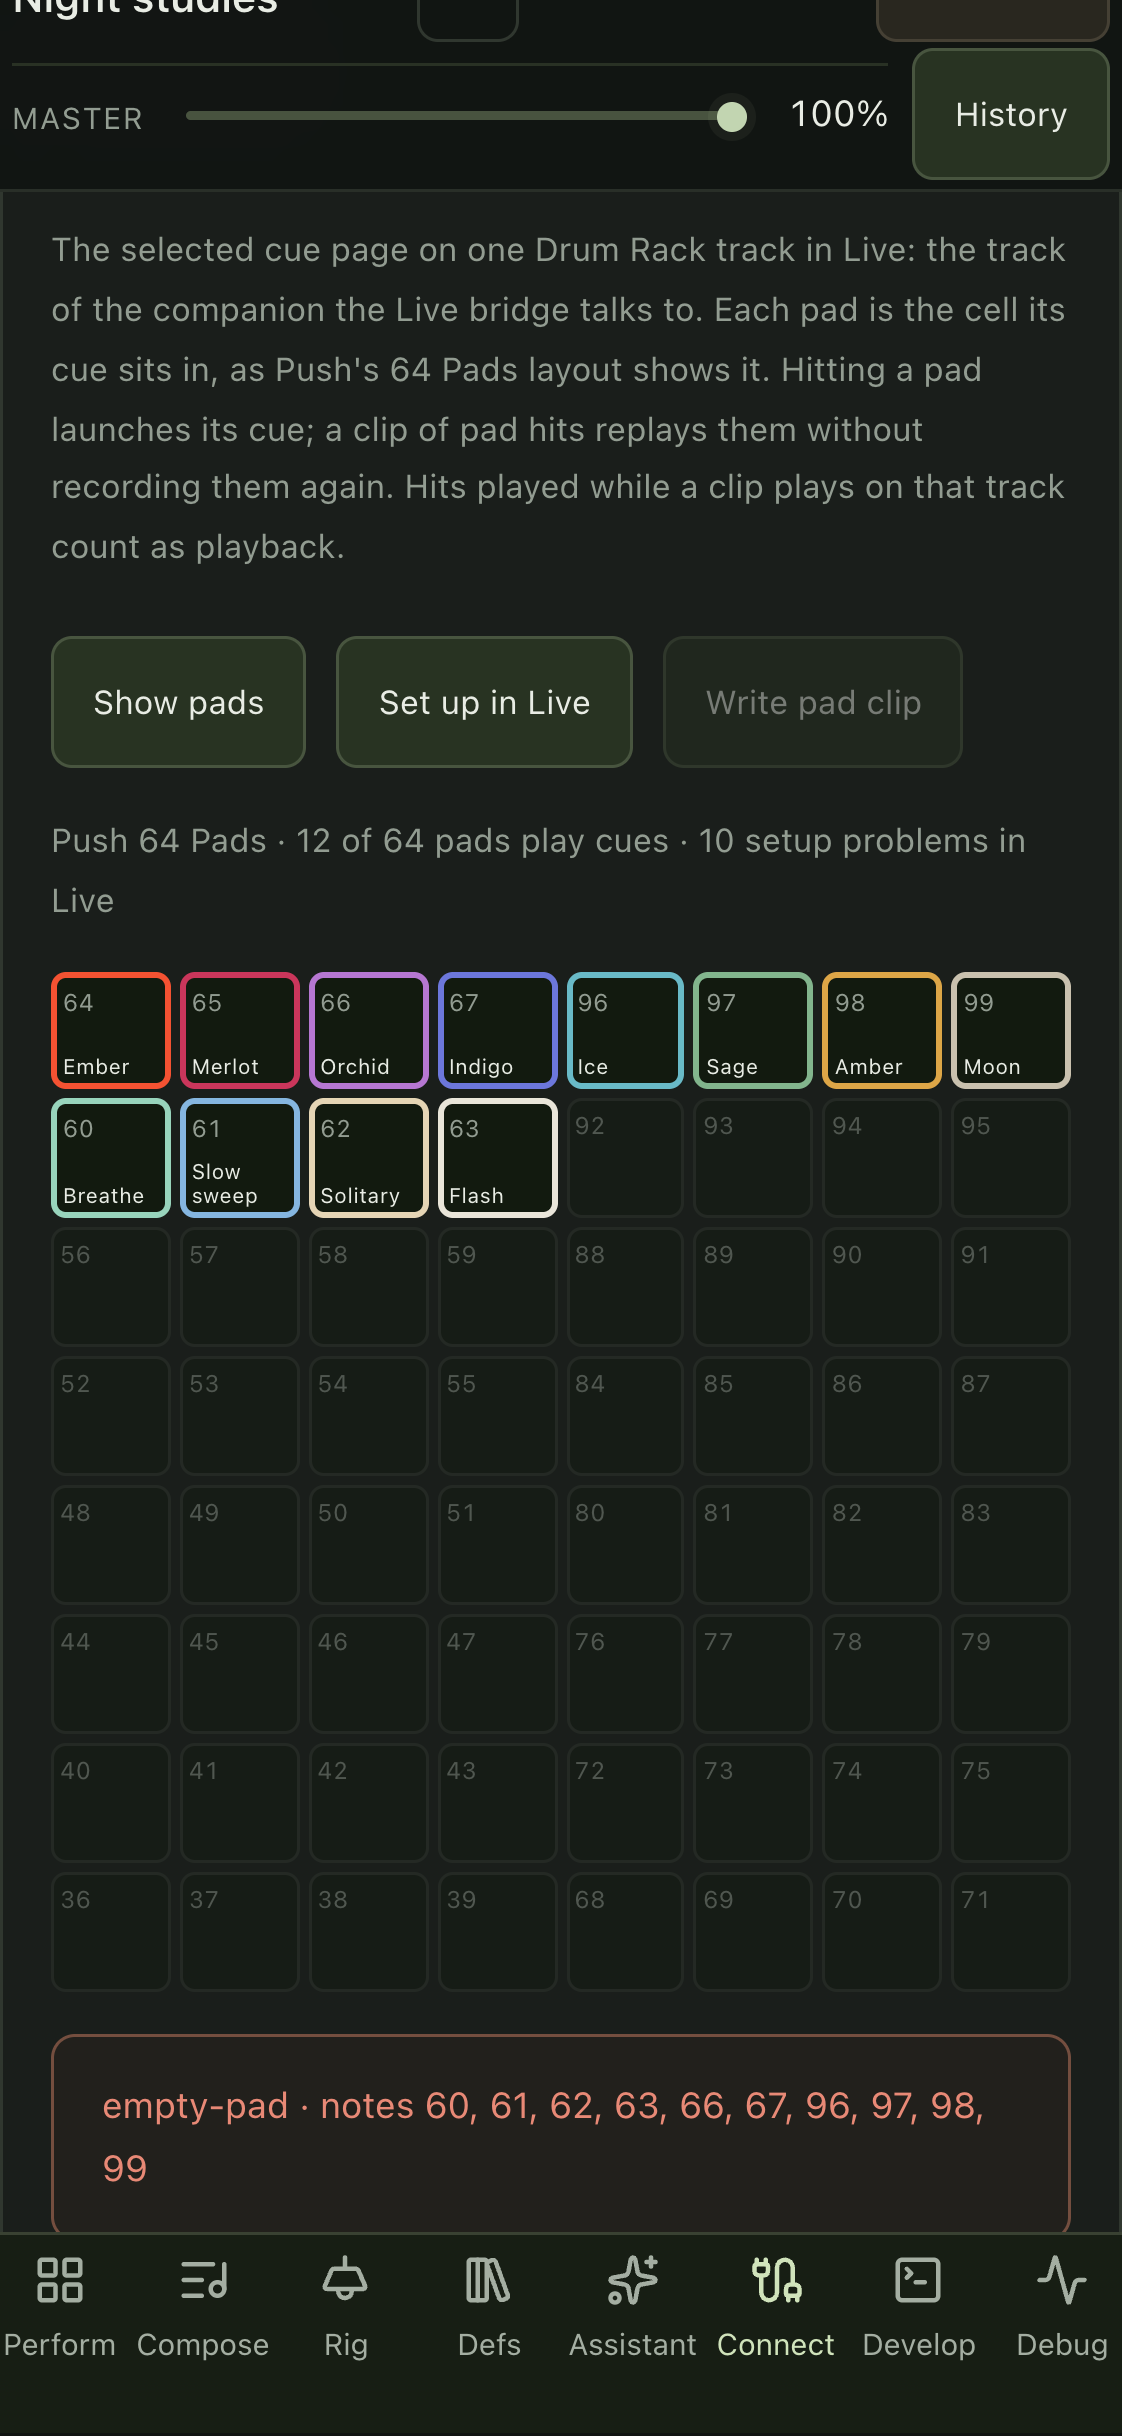 Night studies
MASTER
100%
History
The selected cue page on one Drum Rack track in Live: the track
of the companion the Live bridge talks to. Each pad is the cell its
cue sits in, as Push's 64 Pads layout shows it. Hitting a pad
launches its cue; a clip of pad hits replays them without
recording them again. Hits played while a clip plays on that track
count as playback.
Show pads
Set up in Live
Write pad clip
Push 64 Pads · 12 of 64 pads play cues · 10 setup problems in
Live
64 65 66 67 96 97 98 99
Ember Merlot Orchid Indigo Ice Sage Amber Moon
60 61 62 63 92 93 94 95
Slow
Breathe sweep Solitary Flash
56 57 58 59 88 89 90 91
52 53 54 55 84 85 86 87
48 49 50 51 80 81 82 83
44 45 46 47 76 77 78 79
40 41 42 43 72 73 74 75
36 37 38 39 68 69 70 71
empty-pad · notes 60, 61, 62, 63, 66, 67, 96, 97, 98,
99
Perform Compose Rig Defs Assistant Connect Develop Debug